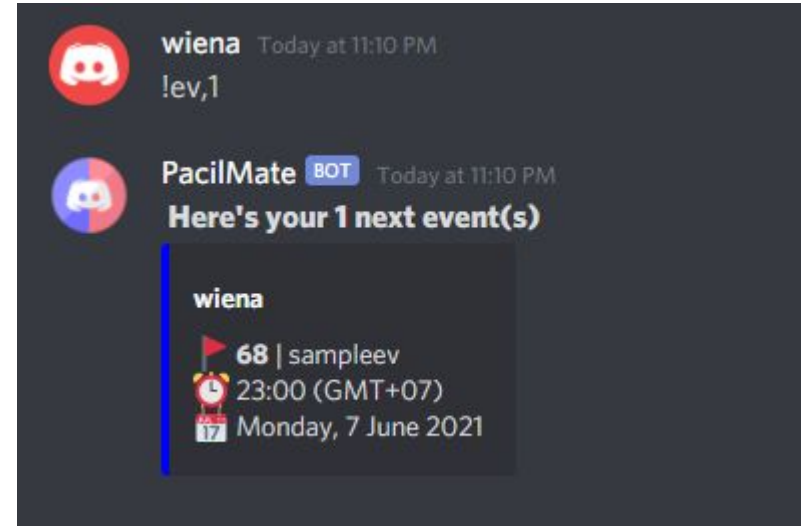 wiena Today at 11:10 PM
!ev,1
PacilMate BOT Today at 11:10 PM
Here's your 1 next event(s)
wiena
68 | sampleev
23:00 (GMT+07)
17 Monday, 7 June 2021